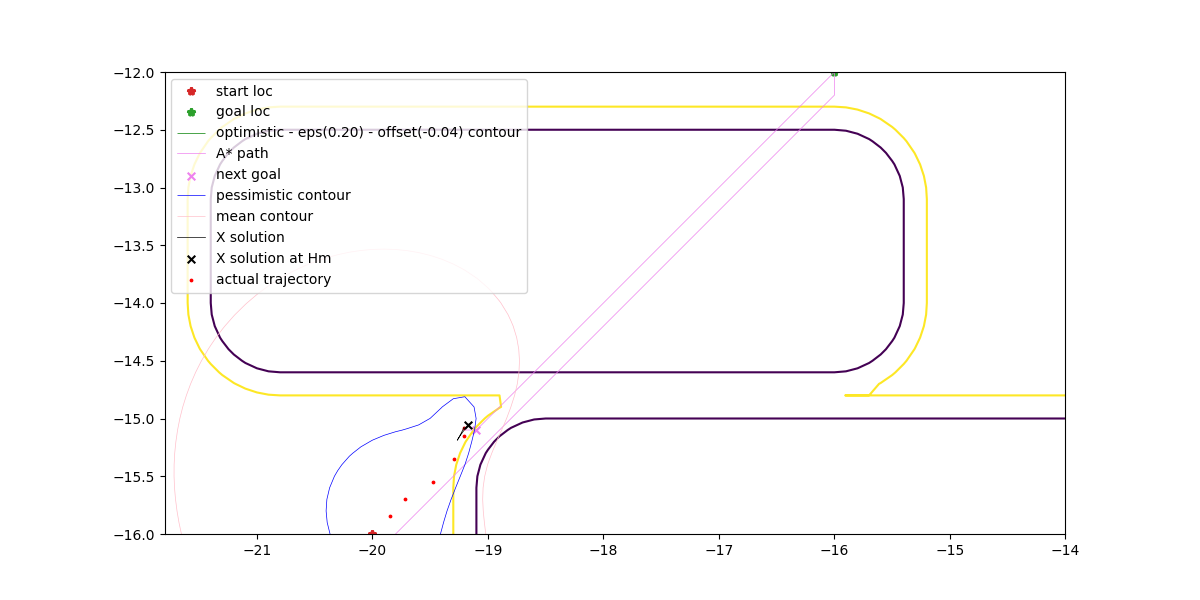 −12.0
start loc
goal loc
−12.5
optimistic - eps(0.20) - offset(-0.04) contour
A* path
next goal
−13.0
pessimistic contour
mean contour
−13.5
X solution
X solution at Hm
actual trajectory
−14.0
−14.5
−15.0
−15.5
−16.0
−21
−20
−19
−18
−17
−16
−15
−14